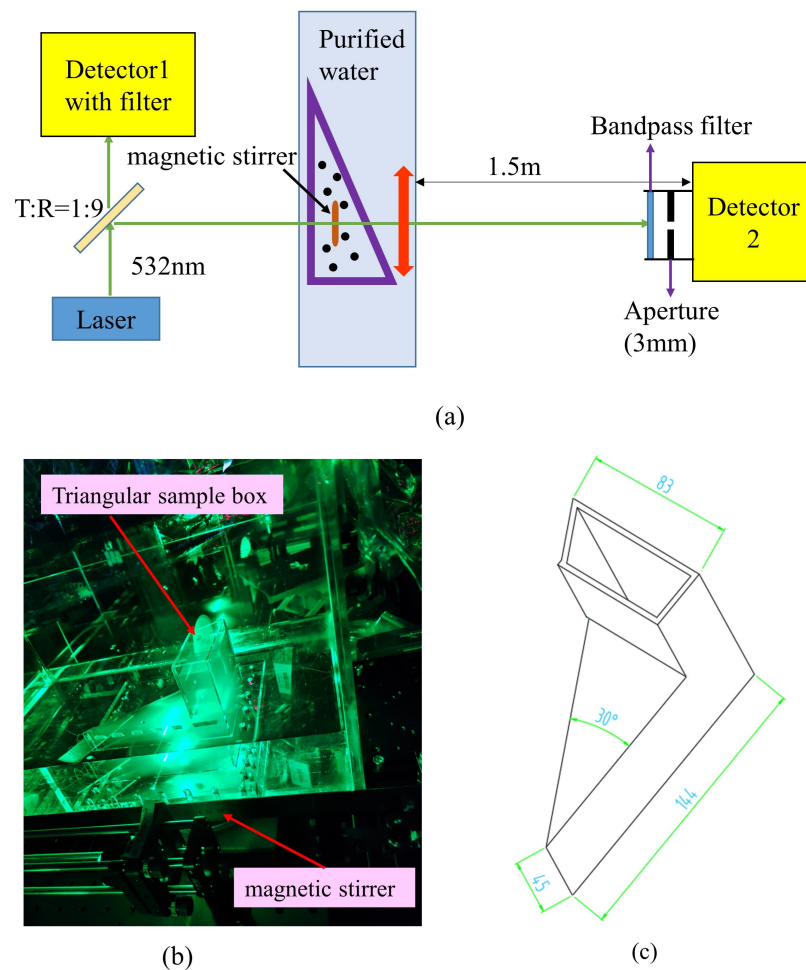 Purified
water
Detector1
with filter
magnetic stirrer
Bandpass filter
1.5m
T:R=1:9
Detector
2
532nm
Laser
Aperture
(3mm)
(a)
Triangular sample box
magnetic stirrer
(b)
83
30°
144
45
(c)